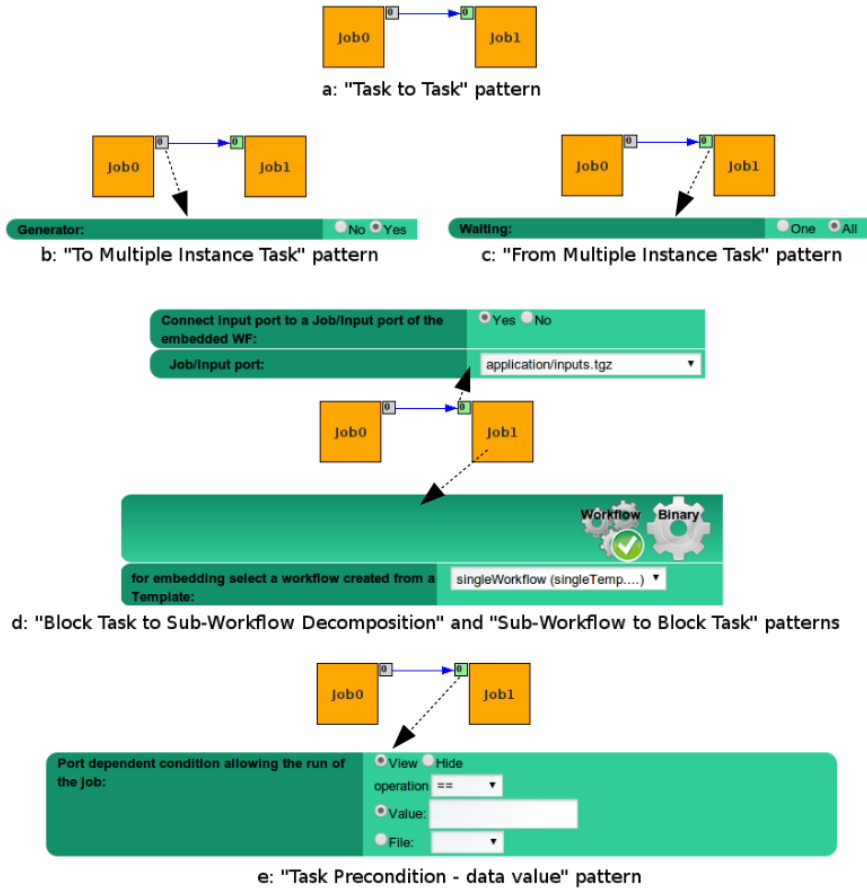 0 0
Job0 Job1
a: "Task to Task" pattern
0 0 0 0
Job0 Job1 Job0 Job1
Generator: No Yes Waiting: One All
b: "To Multiple Instance Task" pattern c: "From Multiple Instance Task" pattern
Connect input port to a Job/Input port of the Yes No
embedded WF:
Job/Input port: application/inputs.tgz
0 0
Job0 Job1
Workflow Binary
for embedding select a workflow created from a singleWorkflow (singleTemp....)
Template:
d: "Block Task to Sub-Workflow Decomposition" and "Sub-Workflow to Block Task" patterns
0 0
Job0 Job1
Port dependent condition allowing the run of View Hide
the job:
operation ==
Value:
File:
e: "Task Precondition - data value" pattern